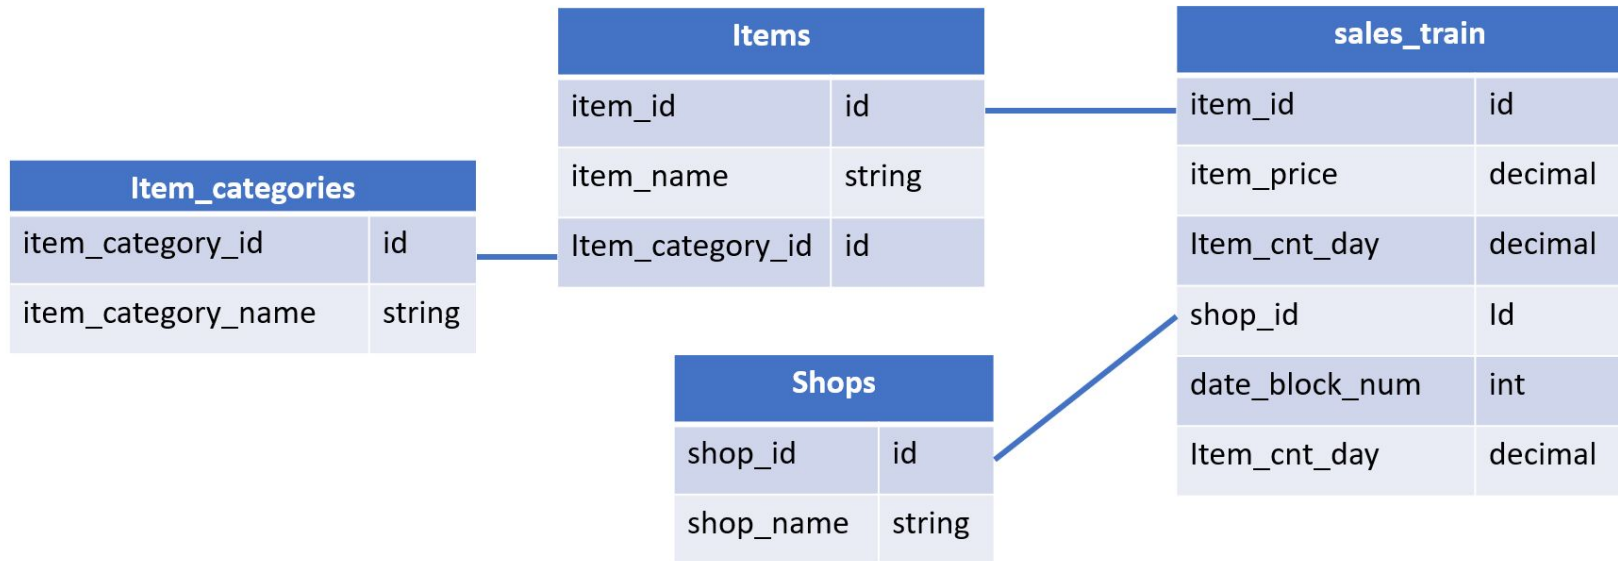 Item_categories
item_category_id id
item_category_name string
Items
item_id id
item_name string
Item_category_id id
Shops
shop_id id
shop_name string
sales_train
item_id id
item_price decimal
Item_cnt_day decimal
shop_id Id
date_block_num int
Item_cnt_day decimal